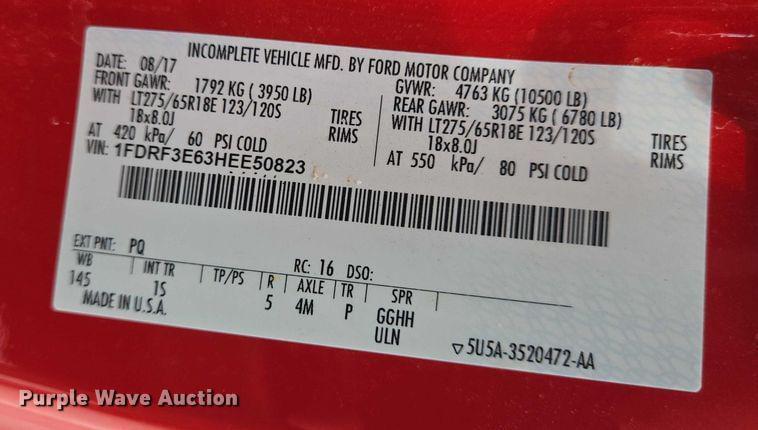 INCOMPLETE VEHICLE MFD. BY FORD MOTOR COMPANY
DATE: 08/17
GVWR: 4763 KG (10500 LB)
FRONT GAWR: 1792 KG ( 3950 LB)
REAR GAWR: 3075 KG ( 6780 LB)
WITH LT275/65R18E 123/120S TIRES
WITH LT275/65R18E 123/120S TIRES
18x8.0J RIMS
18x8.0J RIMS
AT 420 kPa/ 60 PSI COLD
AT 550 kPa/ 80 PSI COLD
VIN: 1FDRF3E63HEE50823
EXT PNT: PQ
RC: 16 DSO:
WB INT TR TP/PS R AXLE TR SPR
145 1S 5 4M P GGHH
ULN
MADE IN U.S.A.
▽5U5A-3520472-AA
Purple Wave Auction